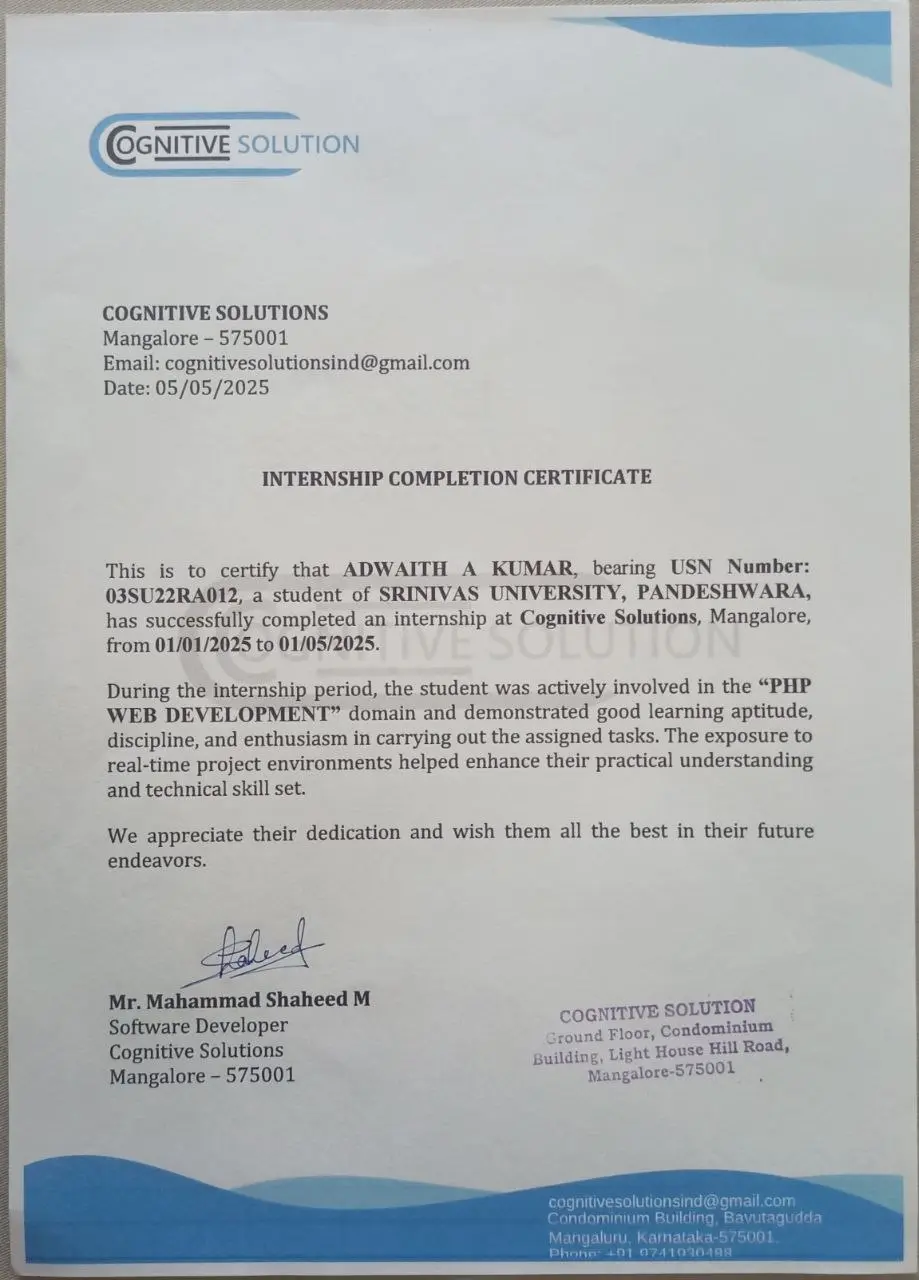 COGNITIVE SOLUTION
COGNITIVE SOLUTIONS
Mangalore – 575001
Email: cognitivesolutionsind@gmail.com
Date: 05/05/2025
INTERNSHIP COMPLETION CERTIFICATE
This is to certify that ADWAITH A KUMAR, bearing USN Number:
03SU22RA012, a student of SRINIVAS UNIVERSITY, PANDESHWARA,
has successfully completed an internship at Cognitive Solutions, Mangalore,
from 01/01/2025 to 01/05/2025.
COGNITIVE SOLUTION
During the internship period, the student was actively involved in the “PHP
WEB DEVELOPMENT” domain and demonstrated good learning aptitude,
discipline, and enthusiasm in carrying out the assigned tasks. The exposure to
real-time project environments helped enhance their practical understanding
and technical skill set.
We appreciate their dedication and wish them all the best in their future
endeavors.
Shaheed
Mr. Mahammad Shaheed M
Software Developer
Cognitive Solutions
Mangalore – 575001
COGNITIVE SOLUTION
Ground Floor, Condominium
Building, Light House Hill Road,
Mangalore-575001
cognitivesolutionsind@gmail.com
Condominium Building, Bavutagudda
Mangaluru, Karnataka-575001.
Phone: +91 9741030488